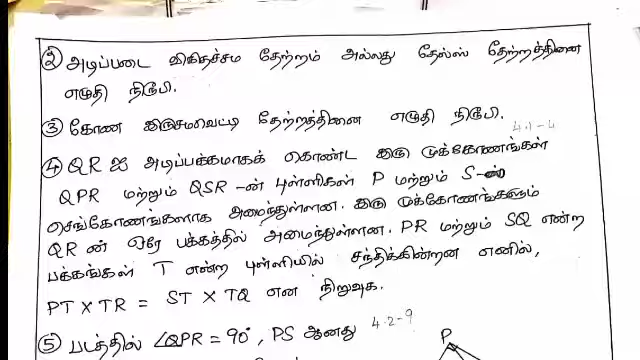 ② அடிப்படை விகிதச்சம தேற்றம் அல்லது தேல்ஸ் தேற்றத்தினை
எழுதி நிரூபி.
③ கோண இருசமவெட்டி தேற்றத்தினை எழுதி நிரூபி.
4.1-4
④ QR ஐ அடிப்பக்கமாகக் கொண்ட இரு முக்கோணங்கள்
QPR மற்றும் QSR -ன் புள்ளிகள் P மற்றும் S-ல்
செங்கோணங்களாக அமைந்துள்ளன. இரு முக்கோணங்களும்
QR ன் ஒரே பக்கத்தில் அமைந்துள்ளன. PR மற்றும் SQ என்ற
பக்கங்கள் T என்ற புள்ளியில் சந்திக்கின்றன எனில்,
PT X TR = ST X TQ என நிறுவுக.
⑤ படத்தில் ∠QPR = 90°, PS ஆனது 4.2-9
P